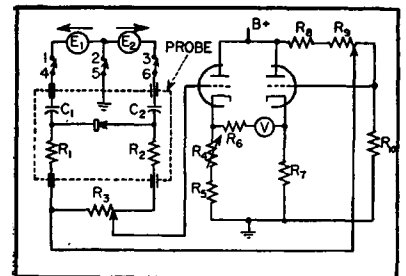 E1 E2 B+ R8 R9
PROBE
1 2 3
4 5 6
C1 C2
R6 V
R1 R2 R4 R10
R5 R7
R3